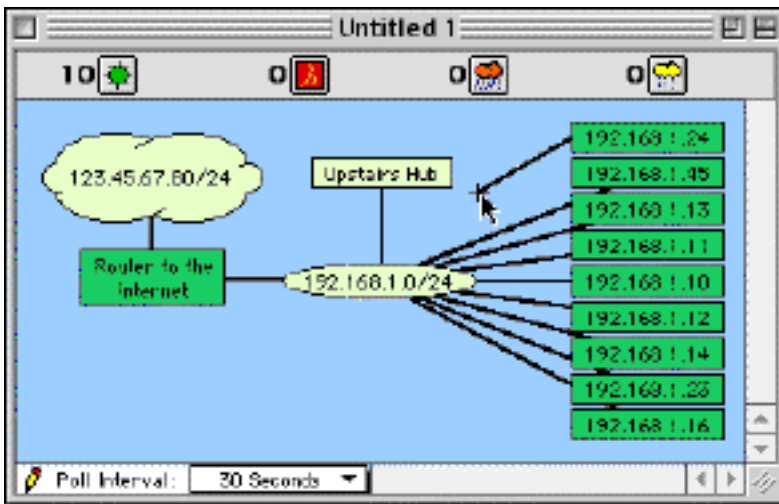 Untitled 1
10 0 0 0
123.45.67.80/24
Upstairs Hub
Router to the
internet
192.168.1.0/24
192.168.1.24
192.168.1.45
192.168.1.13
192.168.1.11
192.168.1.10
192.168.1.12
192.168.1.14
192.168.1.23
192.168.1.16
Poll Interval: 30 Seconds